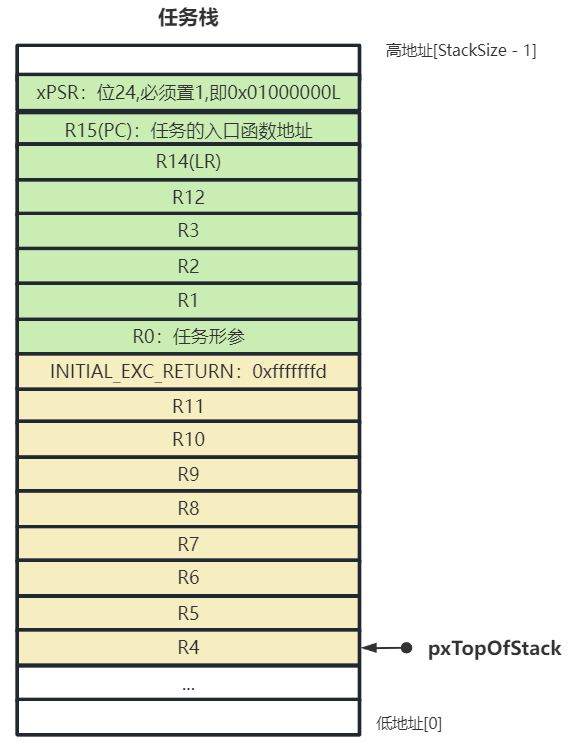 任务栈
高地址[StackSize - 1]
xPSR：位24,必须置1,即0x01000000L
R15(PC)：任务的入口函数地址
R14(LR)
R12
R3
R2
R1
R0：任务形参
INITIAL_EXC_RETURN：0xfffffffd
R11
R10
R9
R8
R7
R6
R5
R4
pxTopOfStack
...
低地址[0]